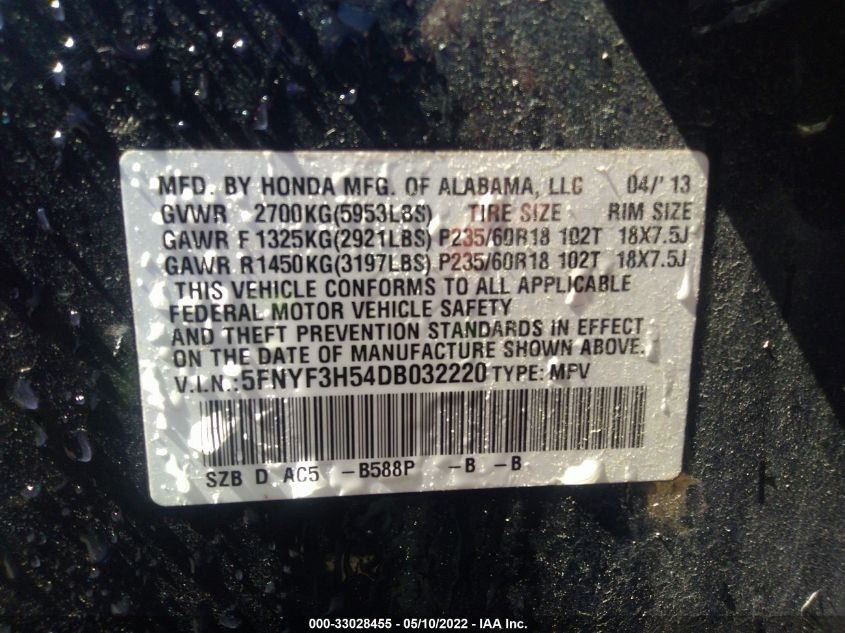 MFD. BY HONDA MFG. OF ALABAMA, LLC 04/'13
GVWR 2700KG(5953LBS) TIRE SIZE RIM SIZE
GAWR F 1325KG(2921LBS) P235/60R18 102T 18X7.5J
GAWR R1450KG(3197LBS) P235/60R18 102T 18X7.5J
THIS VEHICLE CONFORMS TO ALL APPLICABLE
FEDERAL MOTOR VEHICLE SAFETY
AND THEFT PREVENTION STANDARDS IN EFFECT
ON THE DATE OF MANUFACTURE SHOWN ABOVE.
V.I.N.:5FNYF3H54DB032220 TYPE: MPV
SZB D AC5 -B588P -B -B
000-33028455 - 05/10/2022 - IAA Inc.